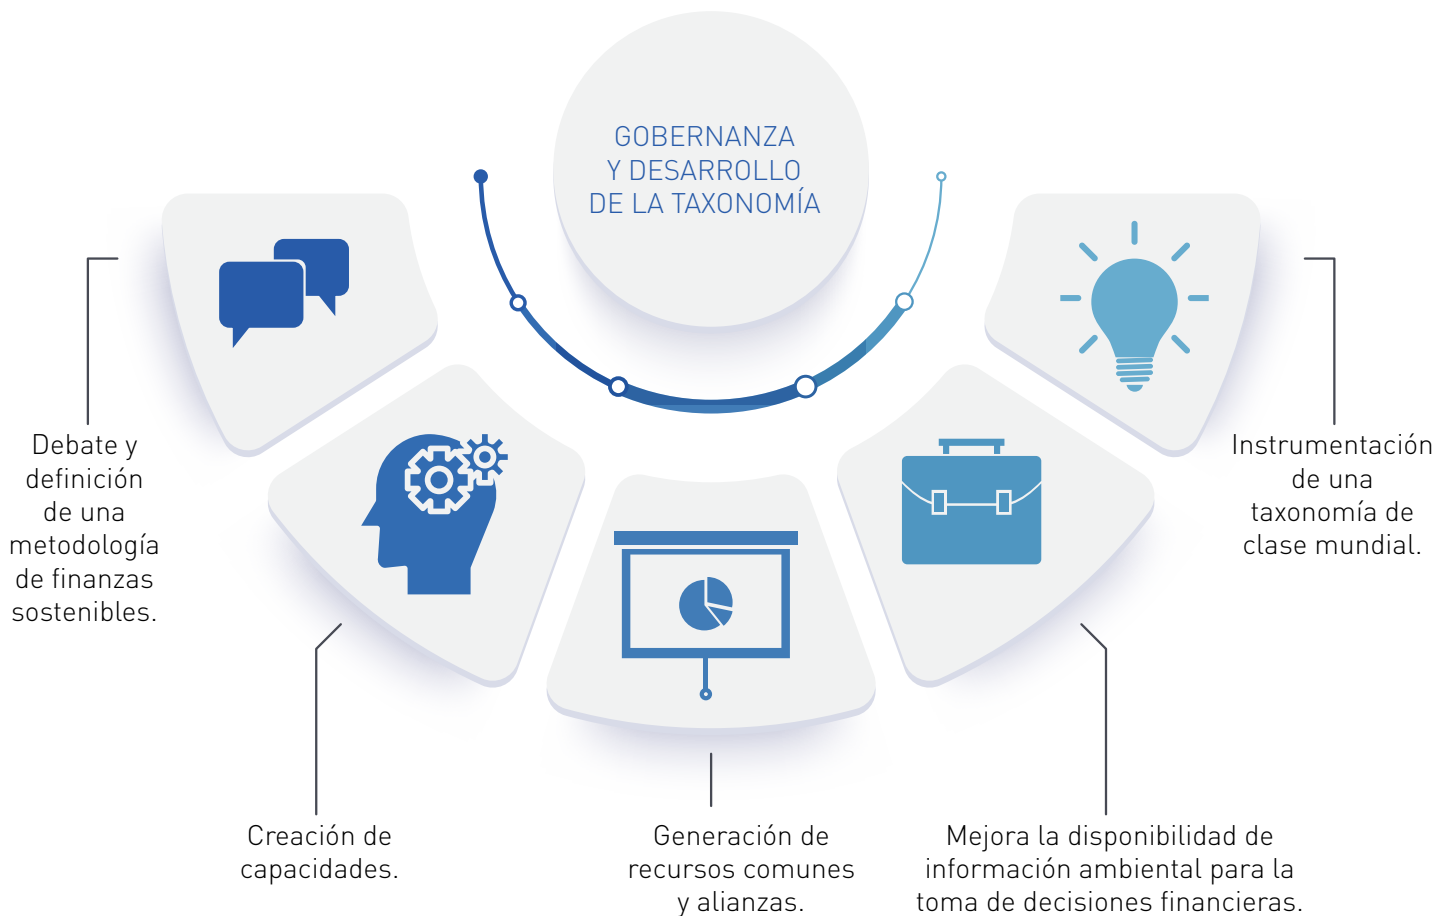 GOBERNANZA
Y DESARROLLO
DE LA TAXONOMÍA
Debate y
definición
de una
metodología
de finanzas
sostenibles.
Creación de
capacidades.
Generación de
recursos comunes
y alianzas.
Mejora la disponibilidad de
información ambiental para la
toma de decisiones financieras.
Instrumentación
de una
taxonomía de
clase mundial.